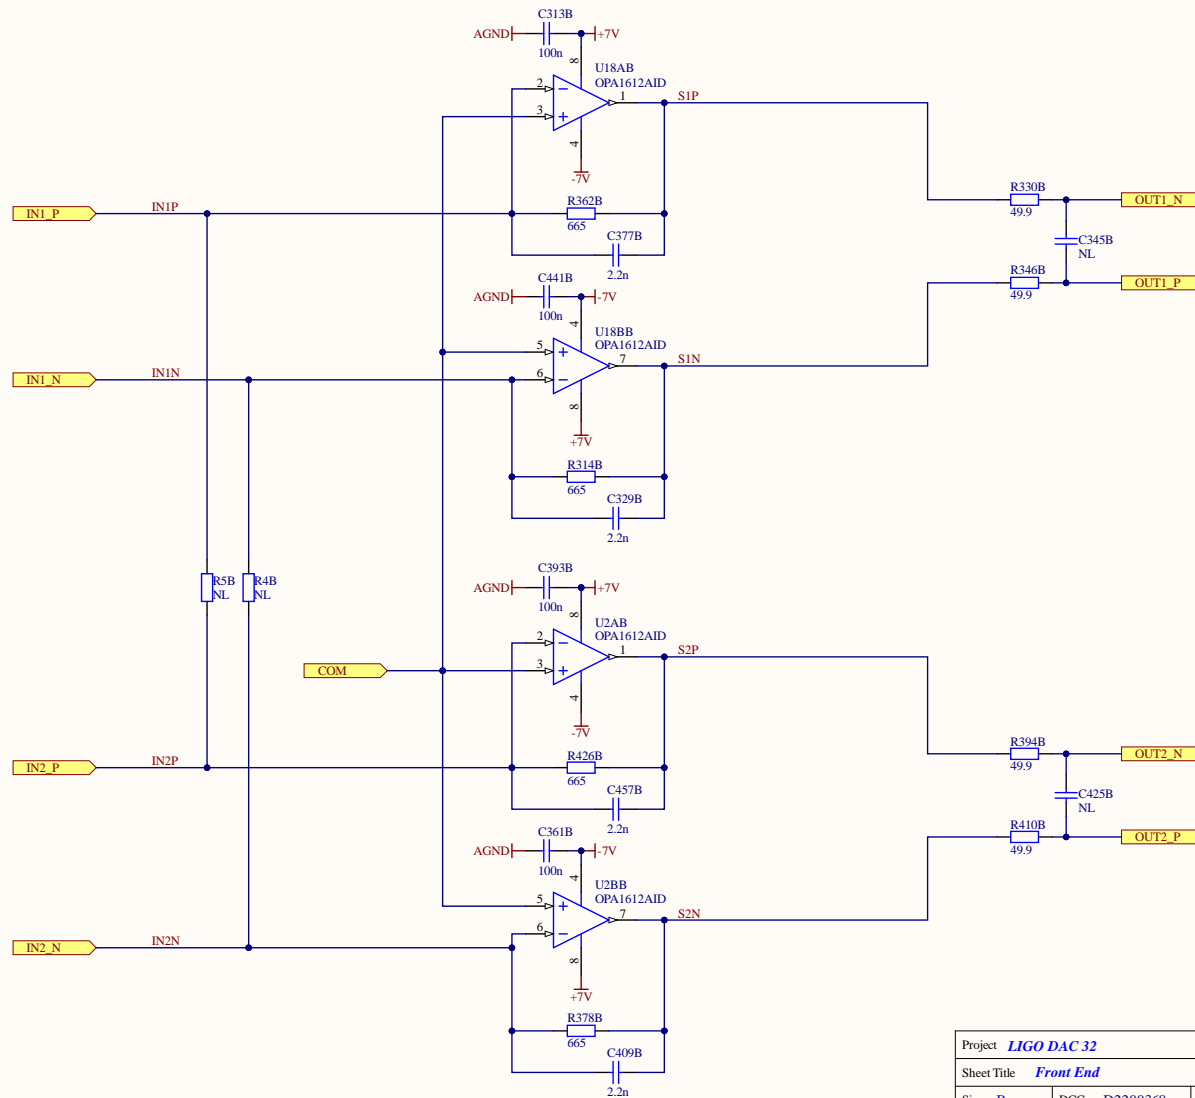 C313B
AGND
+7V
100n
8
U18AB
OPA1612AID
2
1
S1P
3
4
-7V
R330B
49.9
OUT1_N
IN1_P
IN1P
R362B
665
C377B
2.2n
C345B
NL
C441B
AGND
-7V
100n
R346B
49.9
OUT1_P
4
U18BB
OPA1612AID
5
7
S1N
6
IN1_N
IN1N
8
+7V
R314B
665
C329B
2.2n
R5B
NL
R4B
NL
C393B
AGND
+7V
100n
8
U2AB
OPA1612AID
2
1
S2P
3
COM
4
-7V
R394B
49.9
OUT2_N
IN2_P
IN2P
R426B
665
C457B
2.2n
C425B
NL
C361B
AGND
-7V
100n
R410B
49.9
OUT2_P
4
U2BB
OPA1612AID
5
7
S2N
6
IN2_N
IN2N
8
+7V
R378B
665
C409B
2.2n
Project LIGO DAC 32
Sheet Title Front End